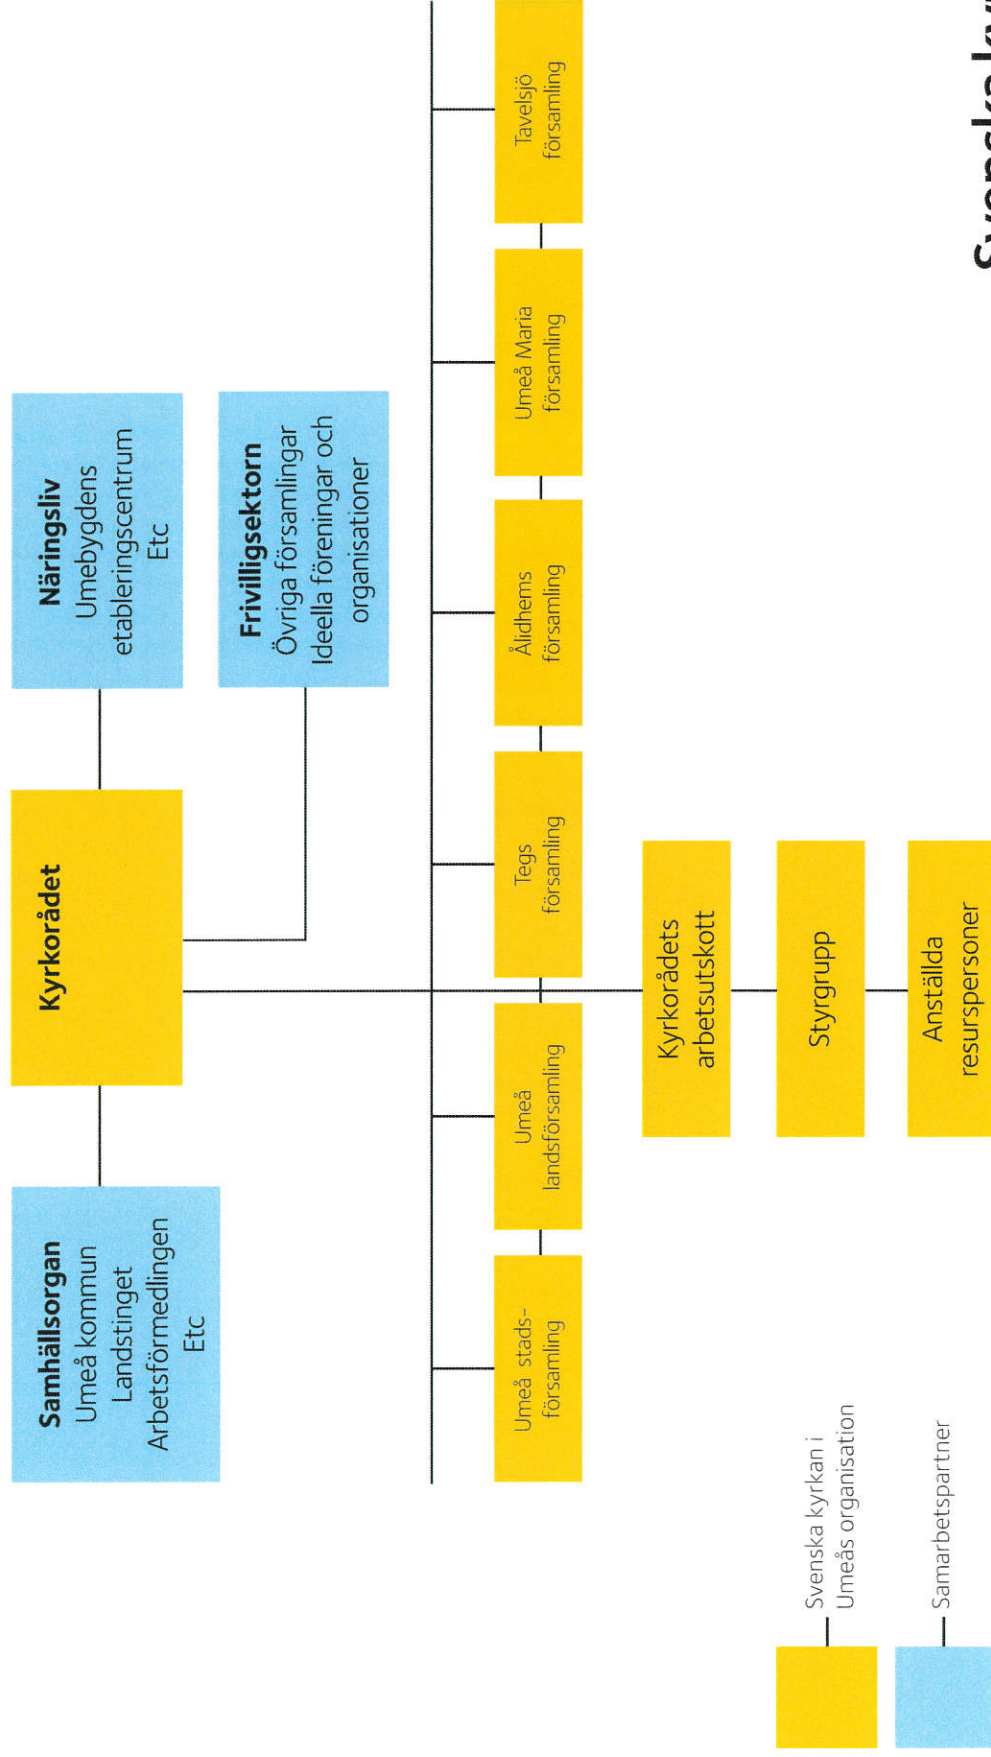 Samhällsorgan
Umeå kommun
Landstinget
Arbetsförmedlingen
Etc
Kyrkorådet
Näringsliv
Umebygdens
etableringscentrum
Etc
Frivilligsektorn
Övriga församlingar
Ideella föreningar och
organisationer
Umeå stads-
församling
Umeå
landsförsamling
Tegs
församling
Ålidhems
församling
Umeå Maria
församling
Tavelsjö
församling
Kyrkorådets
arbetsutskott
Styrgrupp
Anställda
resurspersoner
Svenska kyrkan i
Umeås organisation
Samarbetspartner
Svenska